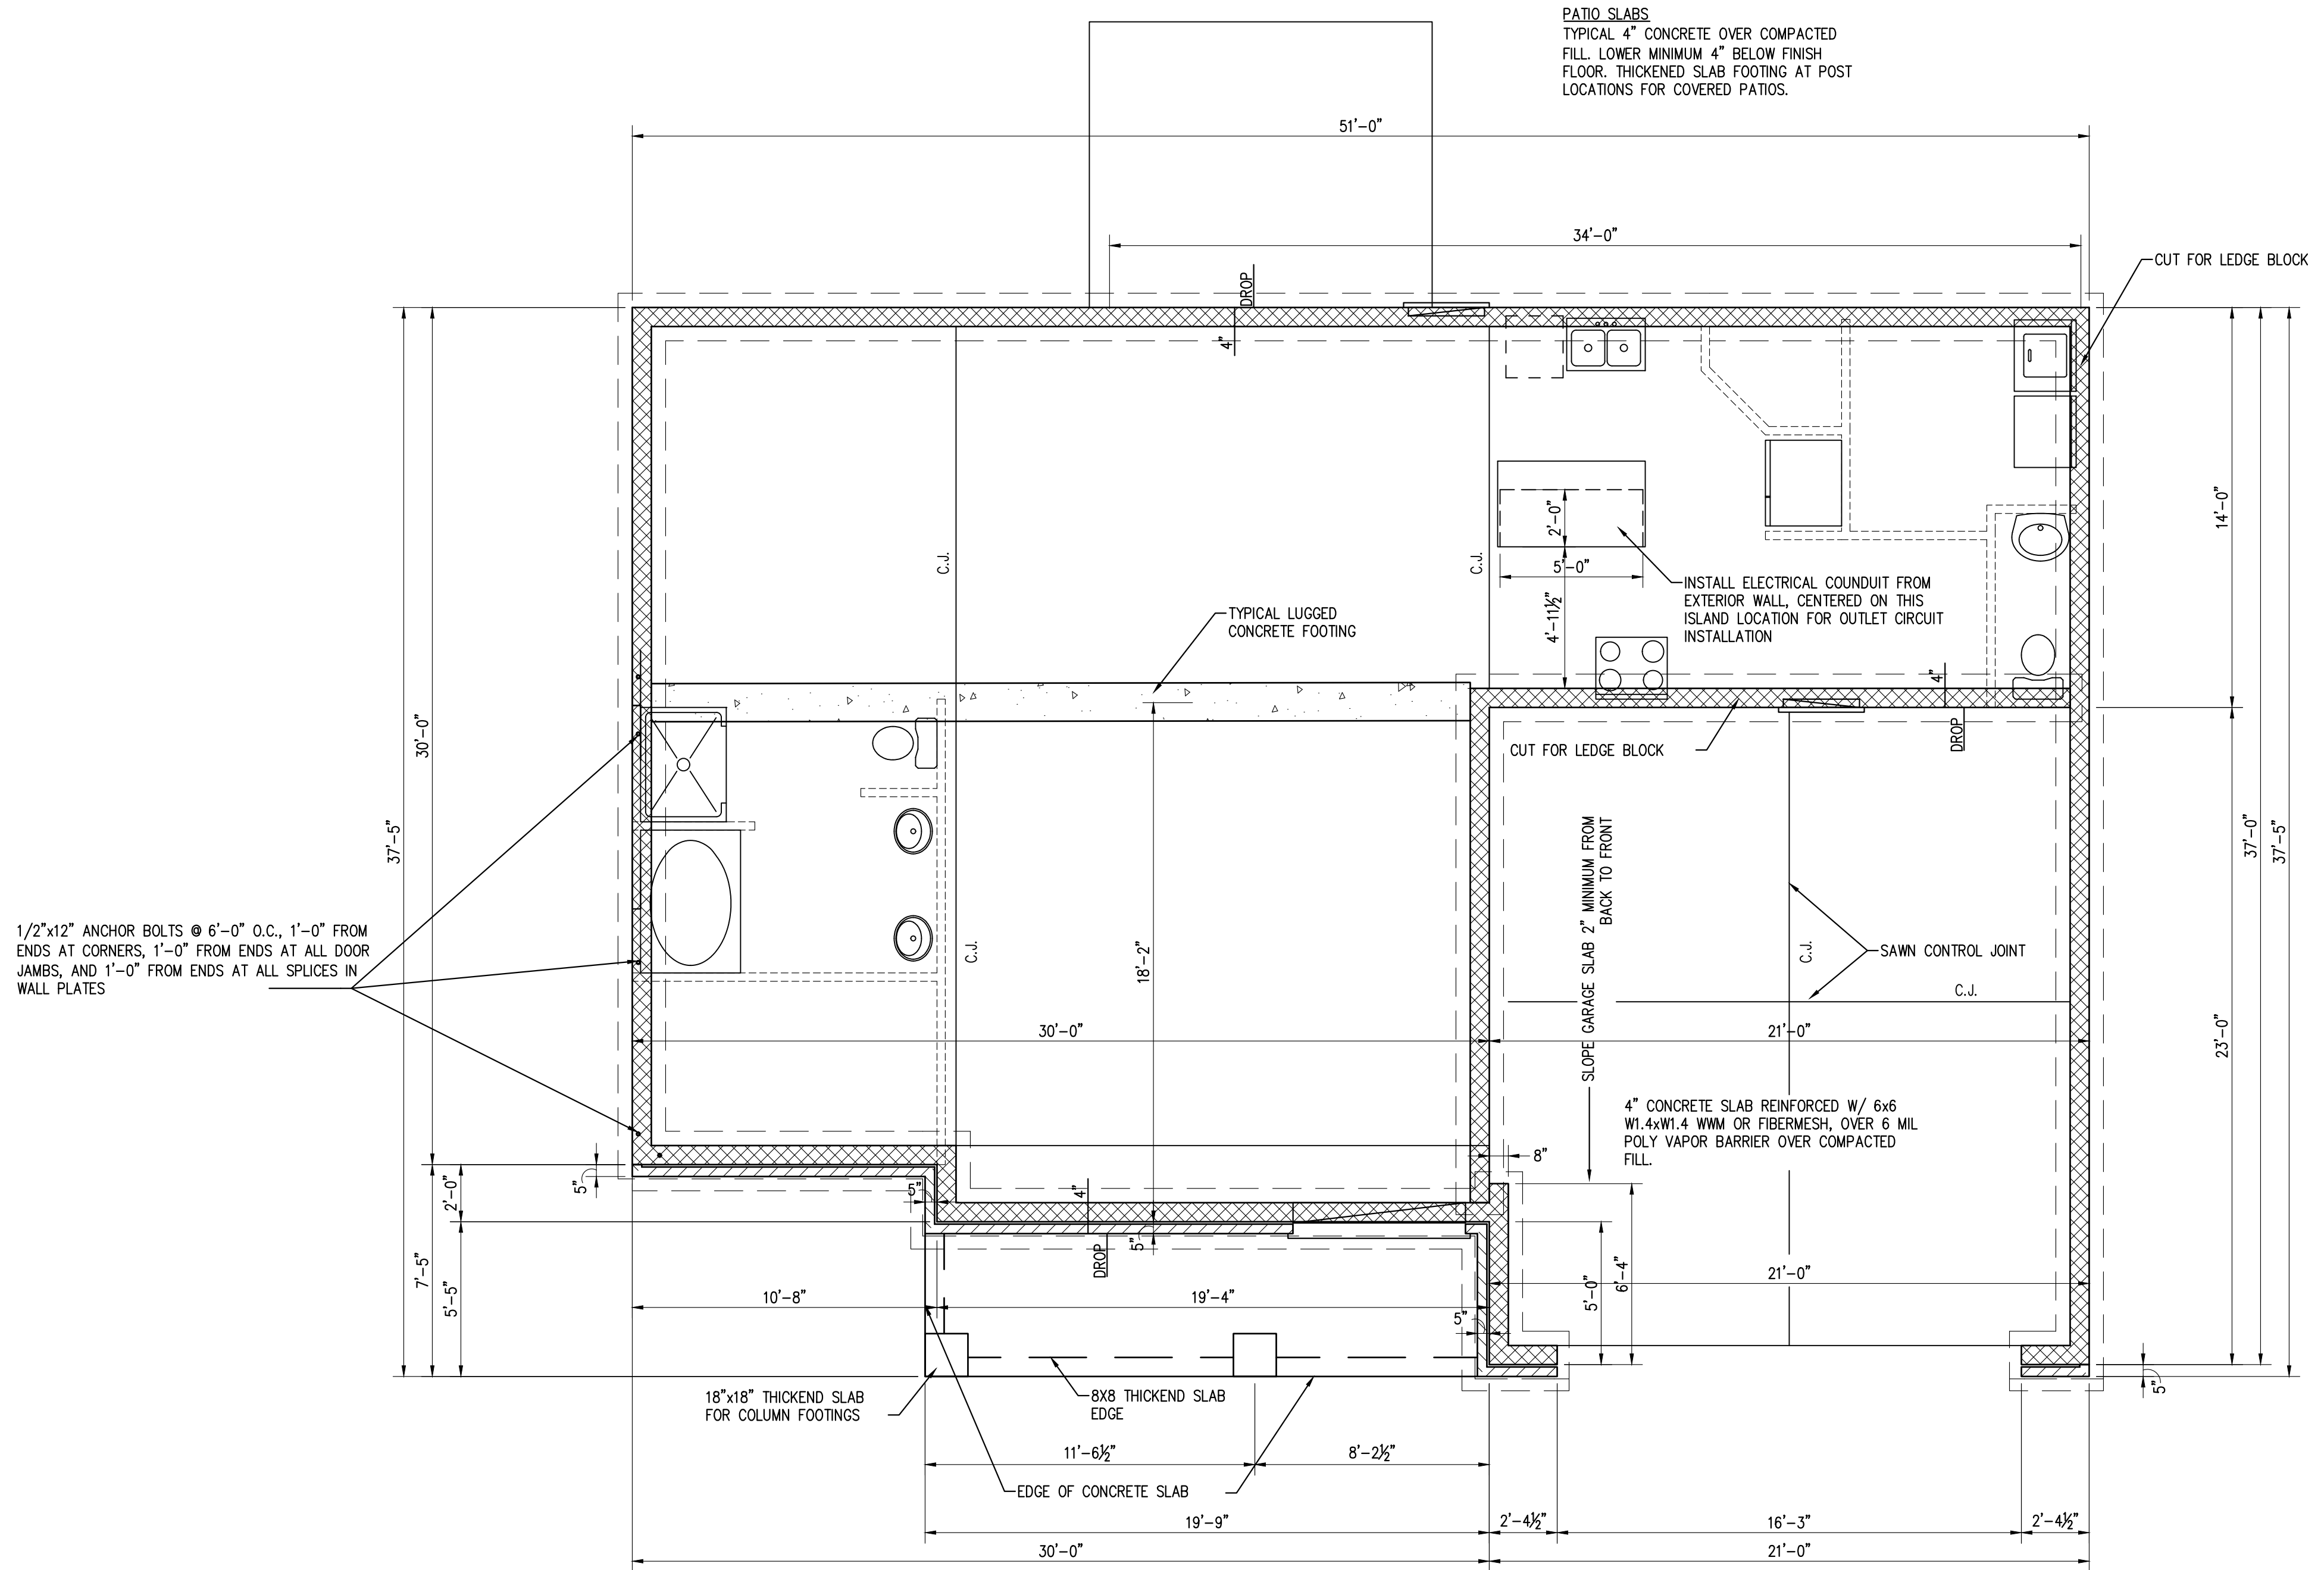 PATIO SLABS
TYPICAL 4" CONCRETE OVER COMPACTED
FILL. LOWER MINIMUM 4" BELOW FINISH
FLOOR. THICKENED SLAB FOOTING AT POST
LOCATIONS FOR COVERED PATIOS.
51'-0"
34'-0"
CUT FOR LEDGE BLOCK
DROP
4"
14'-0"
37'-0"
37'-5"
23'-0"
30'-0"
37'-5"
C.J.
C.J.
2'-0"
5'-0"
4'-11½"
INSTALL ELECTRICAL COUNDUIT FROM
EXTERIOR WALL, CENTERED ON THIS
ISLAND LOCATION FOR OUTLET CIRCUIT
INSTALLATION
TYPICAL LUGGED
CONCRETE FOOTING
4"
DROP
CUT FOR LEDGE BLOCK
SLOPE GARAGE SLAB 2" MINIMUM FROM
BACK TO FRONT
1/2"x12" ANCHOR BOLTS @ 6'-0" O.C., 1'-0" FROM
ENDS AT CORNERS, 1'-0" FROM ENDS AT ALL DOOR
JAMBS, AND 1'-0" FROM ENDS AT ALL SPLICES IN
WALL PLATES
C.J.
18'-2"
C.J.
SAWN CONTROL JOINT
C.J.
30'-0"
21'-0"
4" CONCRETE SLAB REINFORCED W/ 6x6
W1.4xW1.4 WWM OR FIBERMESH, OVER 6 MIL
POLY VAPOR BARRIER OVER COMPACTED
FILL.
8"
5"
2'-0"
5"
4"
DROP
5"
7'-5"
5'-5"
5'-0"
6'-4"
21'-0"
10'-8"
19'-4"
5"
5"
18"x18" THICKEND SLAB
FOR COLUMN FOOTINGS
8X8 THICKEND SLAB
EDGE
11'-6½"
8'-2½"
EDGE OF CONCRETE SLAB
19'-9"
2'-4½"
16'-3"
2'-4½"
30'-0"
21'-0"